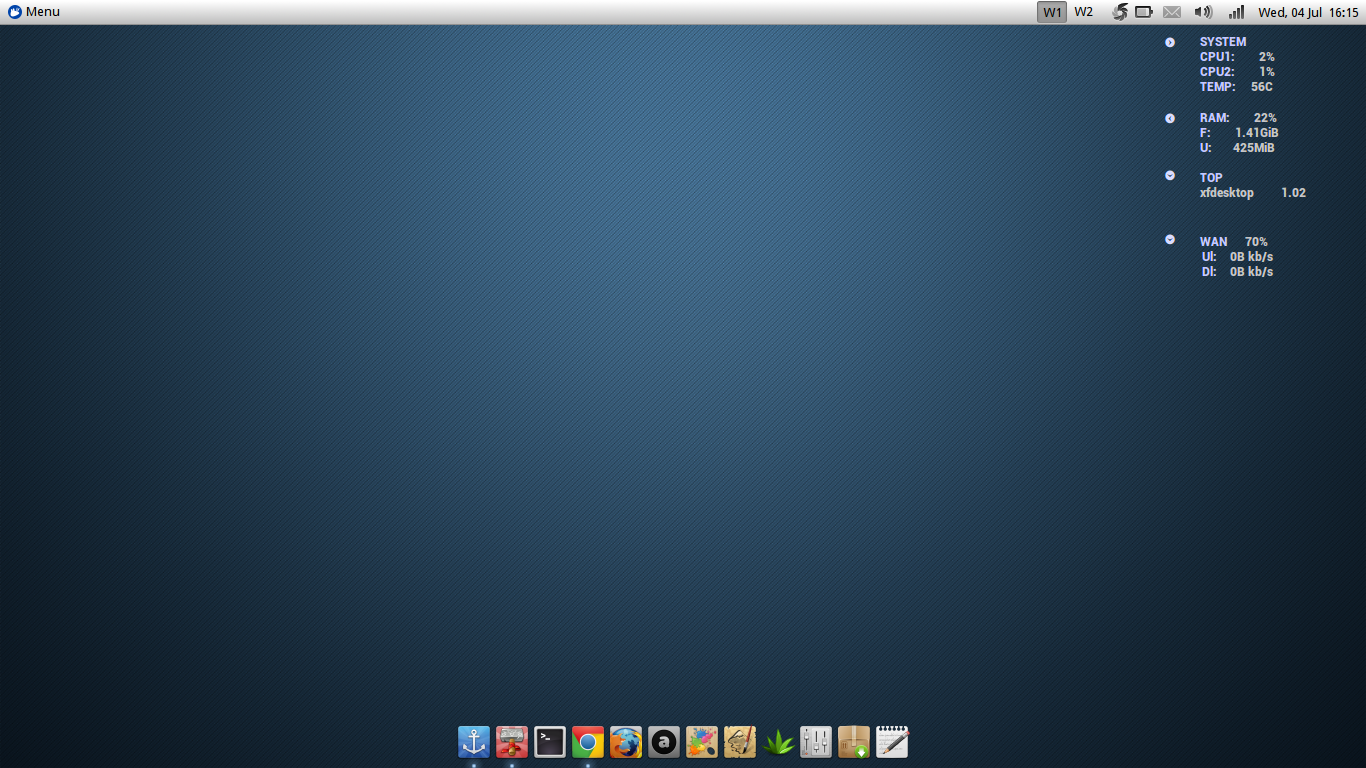 Menu
W1 W2 Wed, 04 Jul 16:15
SYSTEM
CPU1: 2%
CPU2: 1%
TEMP: 56C
RAM: 22%
F: 1.41GiB
U: 425MiB
TOP
xfdesktop 1.02
WAN 70%
Ul: 0B kb/s
Dl: 0B kb/s
>_
a